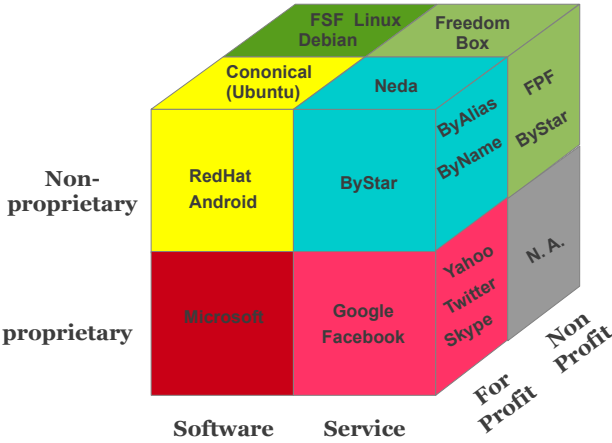 FSF Linux
Debian
Freedom
Box
Cononical
(Ubuntu)
Neda
FPF
ByStar
ByAlias
ByName
Non-
proprietary
RedHat
Android
ByStar
N. A.
Yahoo
Twitter
Skype
proprietary
Microsoft
Google
Facebook
Non
Profit
For
Profit
Software
Service